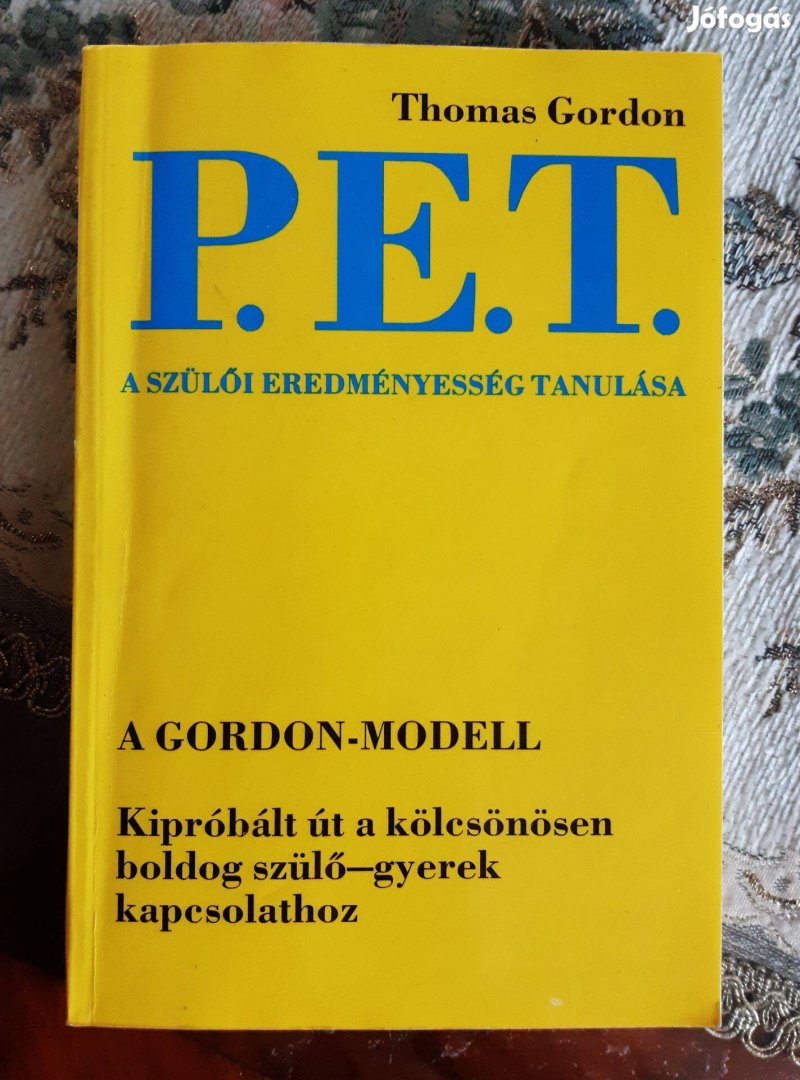 Jófogás
Thomas Gordon
P.E.T.
A SZÜLŐI EREDMÉNYESSÉG TANULÁSA
A GORDON-MODELL
Kipróbált út a kölcsönösen
boldog szülő—gyerek
kapcsolathoz